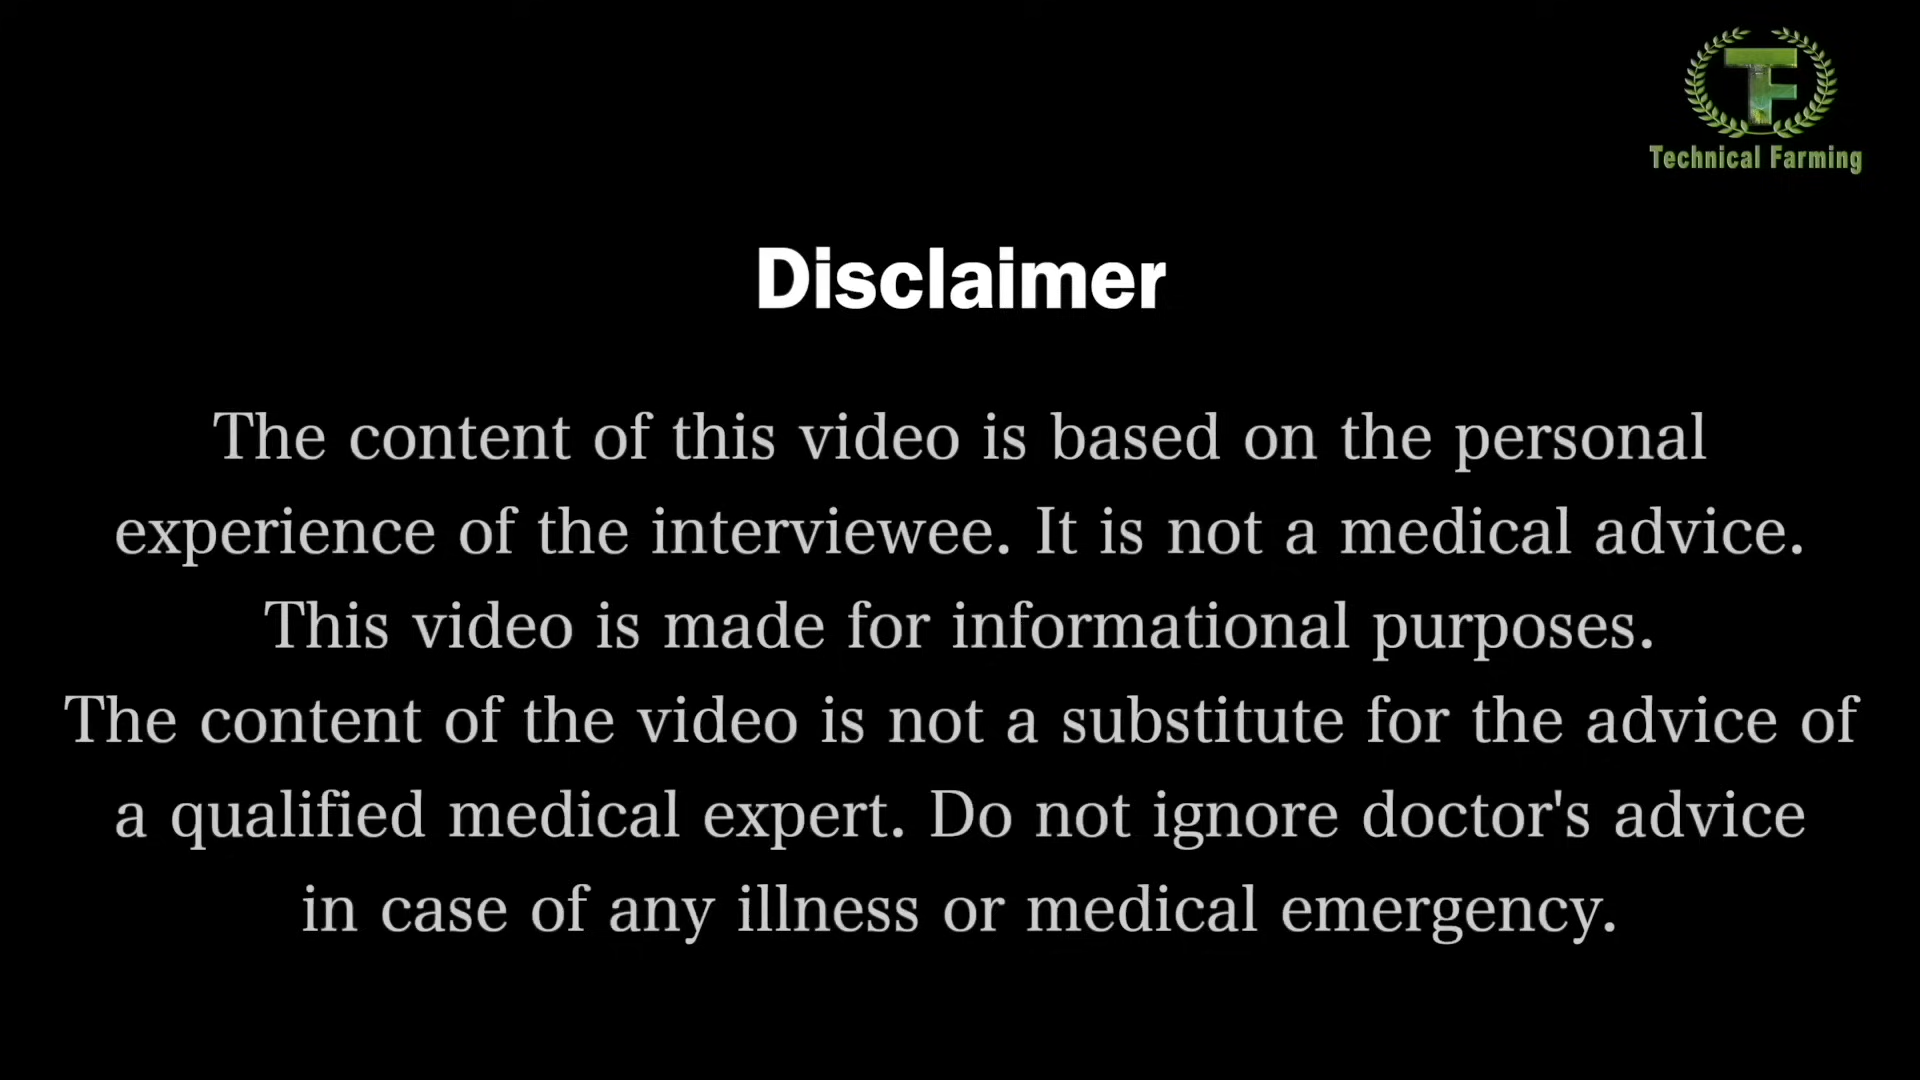 TF
Technical Farming
Disclaimer
The content of this video is based on the personal
experience of the interviewee. It is not a medical advice.
This video is made for informational purposes.
The content of the video is not a substitute for the advice of
a qualified medical expert. Do not ignore doctor's advice
in case of any illness or medical emergency.